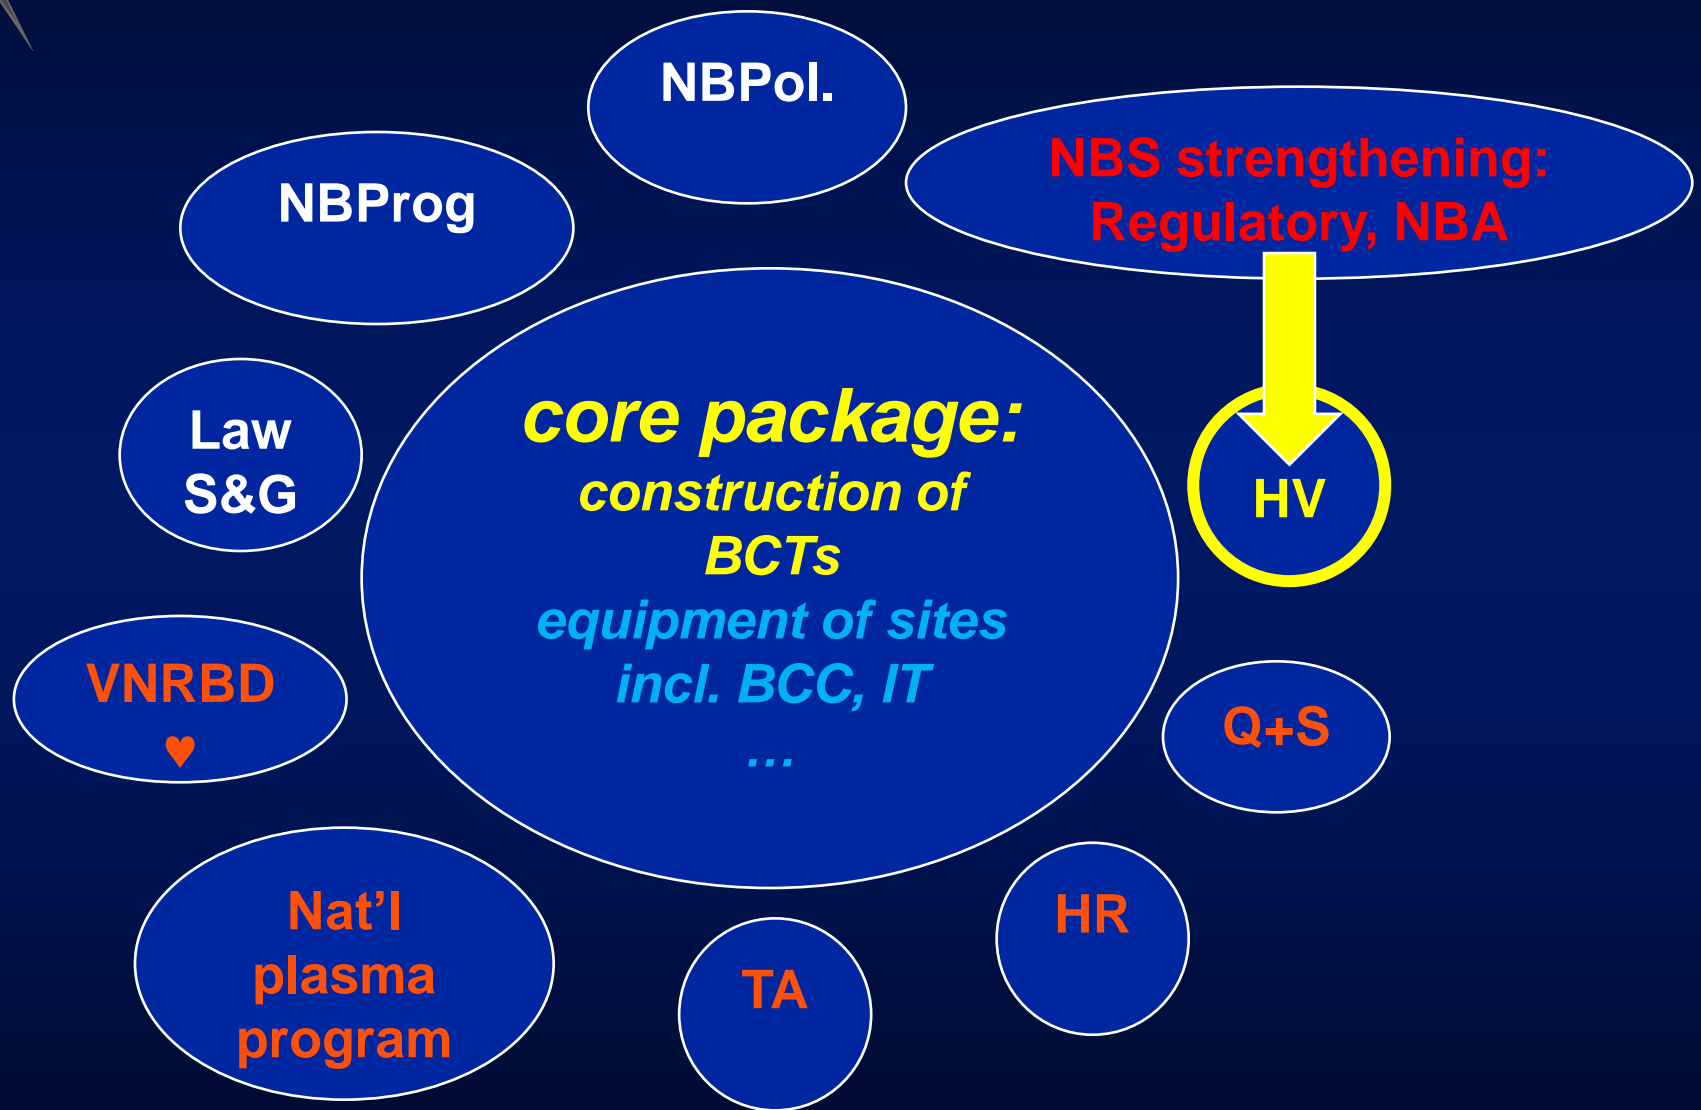 NBPol.
NBProg
NBS strengthening:
Regulatory, NBA
Law
S&G
core package:
construction of
BCTs
equipment of sites
incl. BCC, IT
…
HV
VNRBD
♥
Q+S
Nat’l
plasma
program
TA
HR